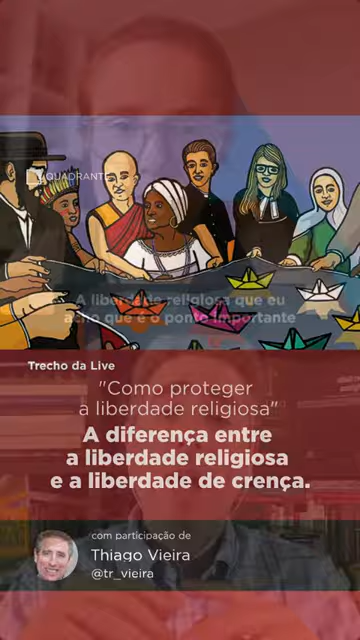 QUADRANTE
A liberdade religiosa que eu
acho que é o ponto importante
Trecho da Live
"Como proteger
a liberdade religiosa"
A diferença entre
a liberdade religiosa
e a liberdade de crença.
com participação de
Thiago Vieira
@tr_vieira